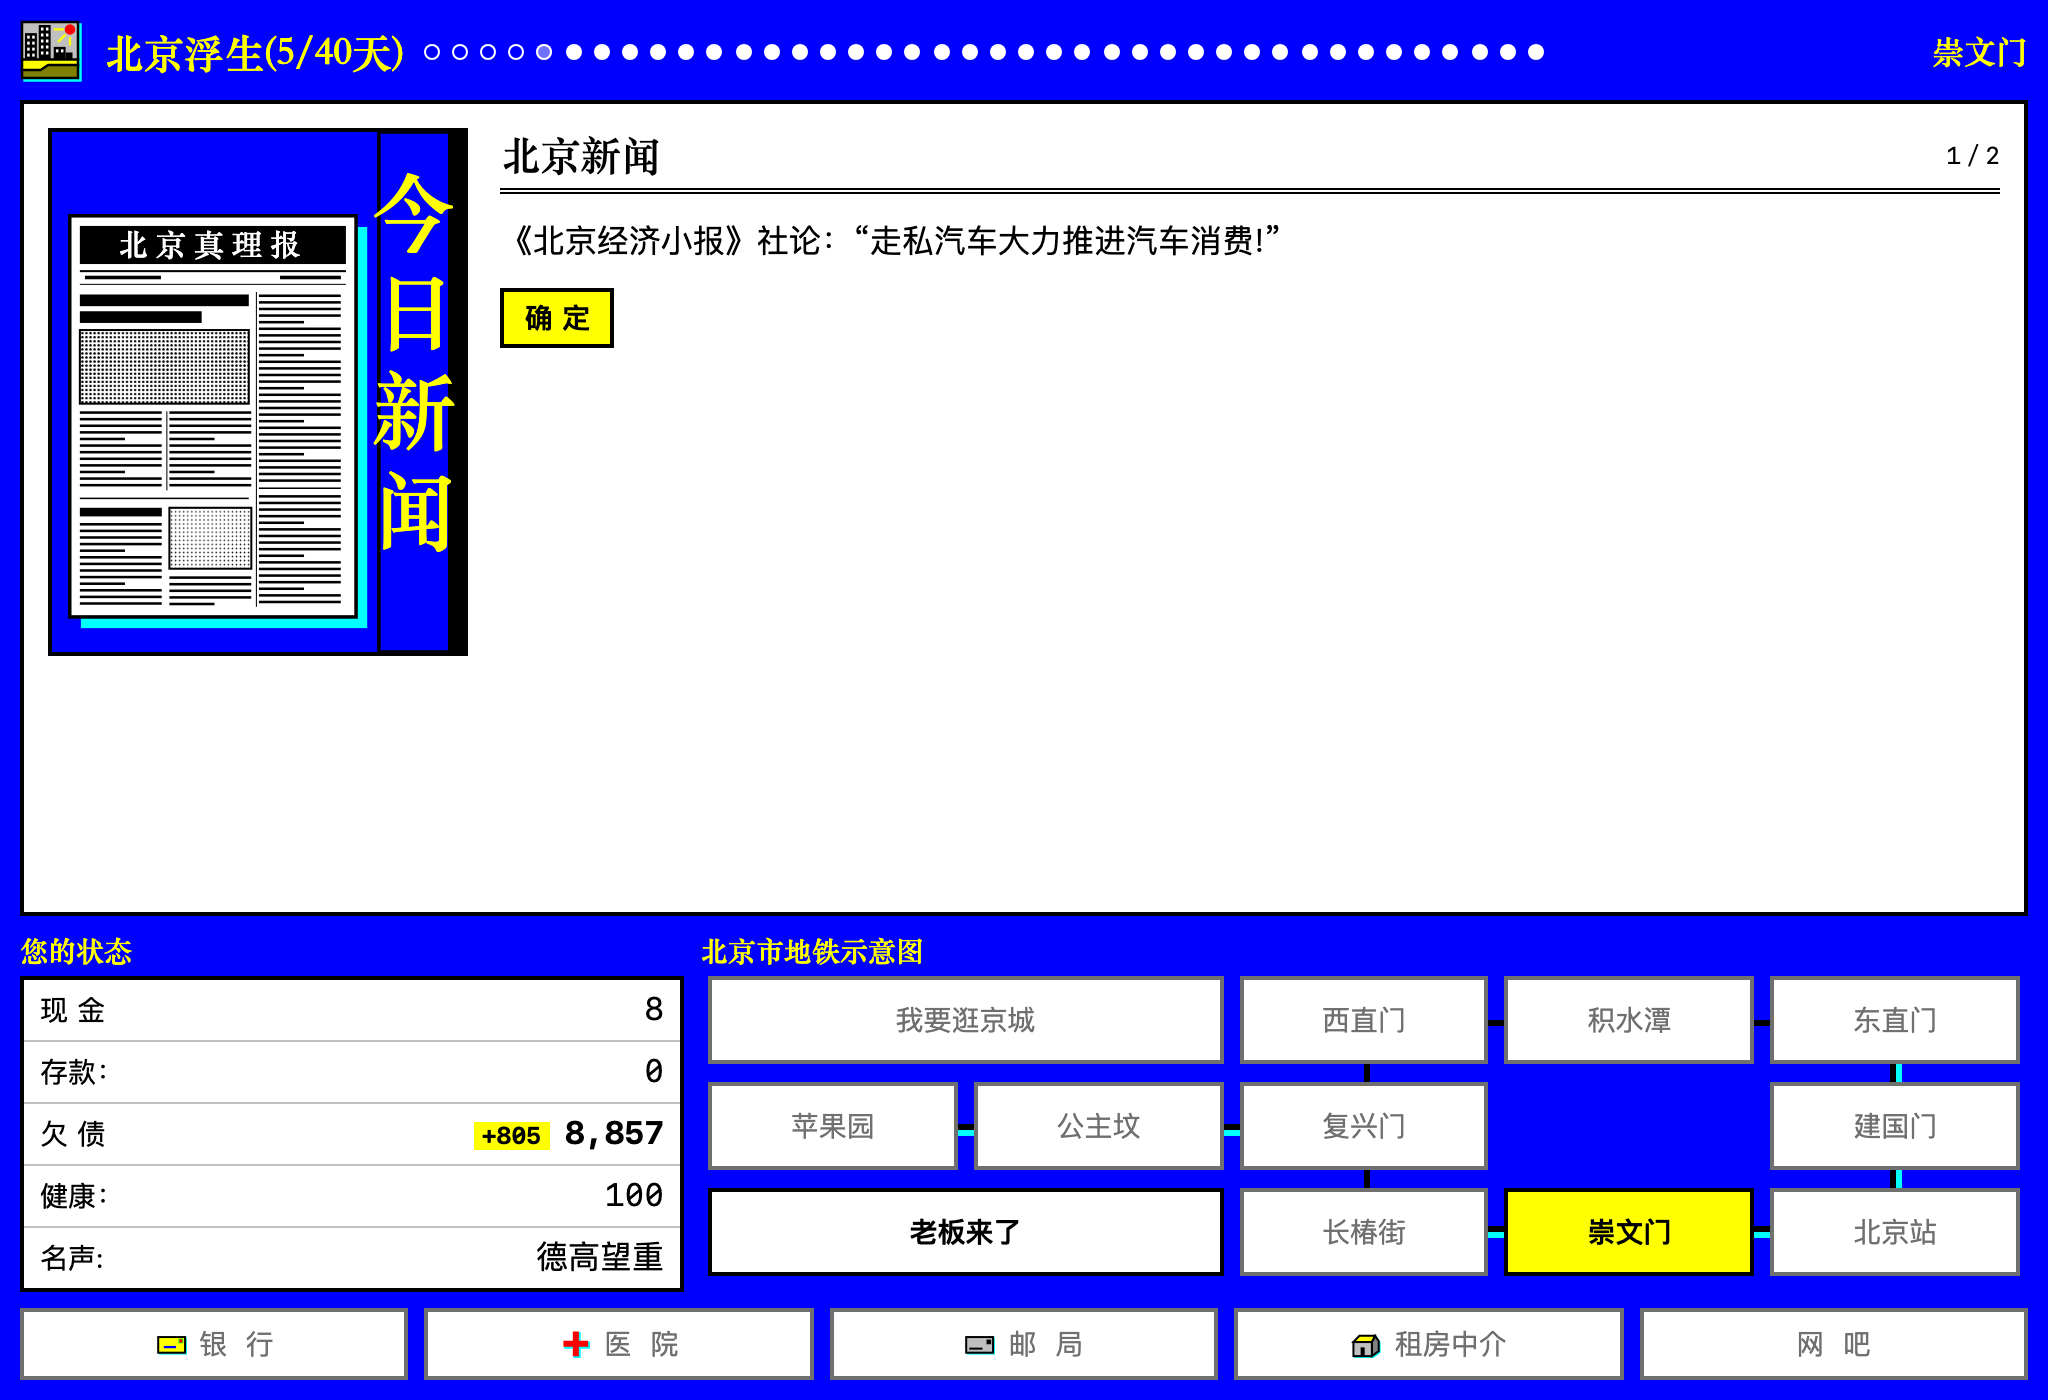 北京浮生(5/40天)
崇文门
北京真理报
今日新闻
北京新闻
1 / 2
《北京经济小报》社论：“走私汽车大力推进汽车消费!”
确 定
您的状态
现 金
8
存款：
0
欠 债
+805 8,857
健康：
100
名声：
德高望重
北京市地铁示意图
我要逛京城
西直门
积水潭
东直门
苹果园
公主坟
复兴门
建国门
老板来了
长椿街
崇文门
北京站
银 行
医 院
邮 局
租房中介
网 吧